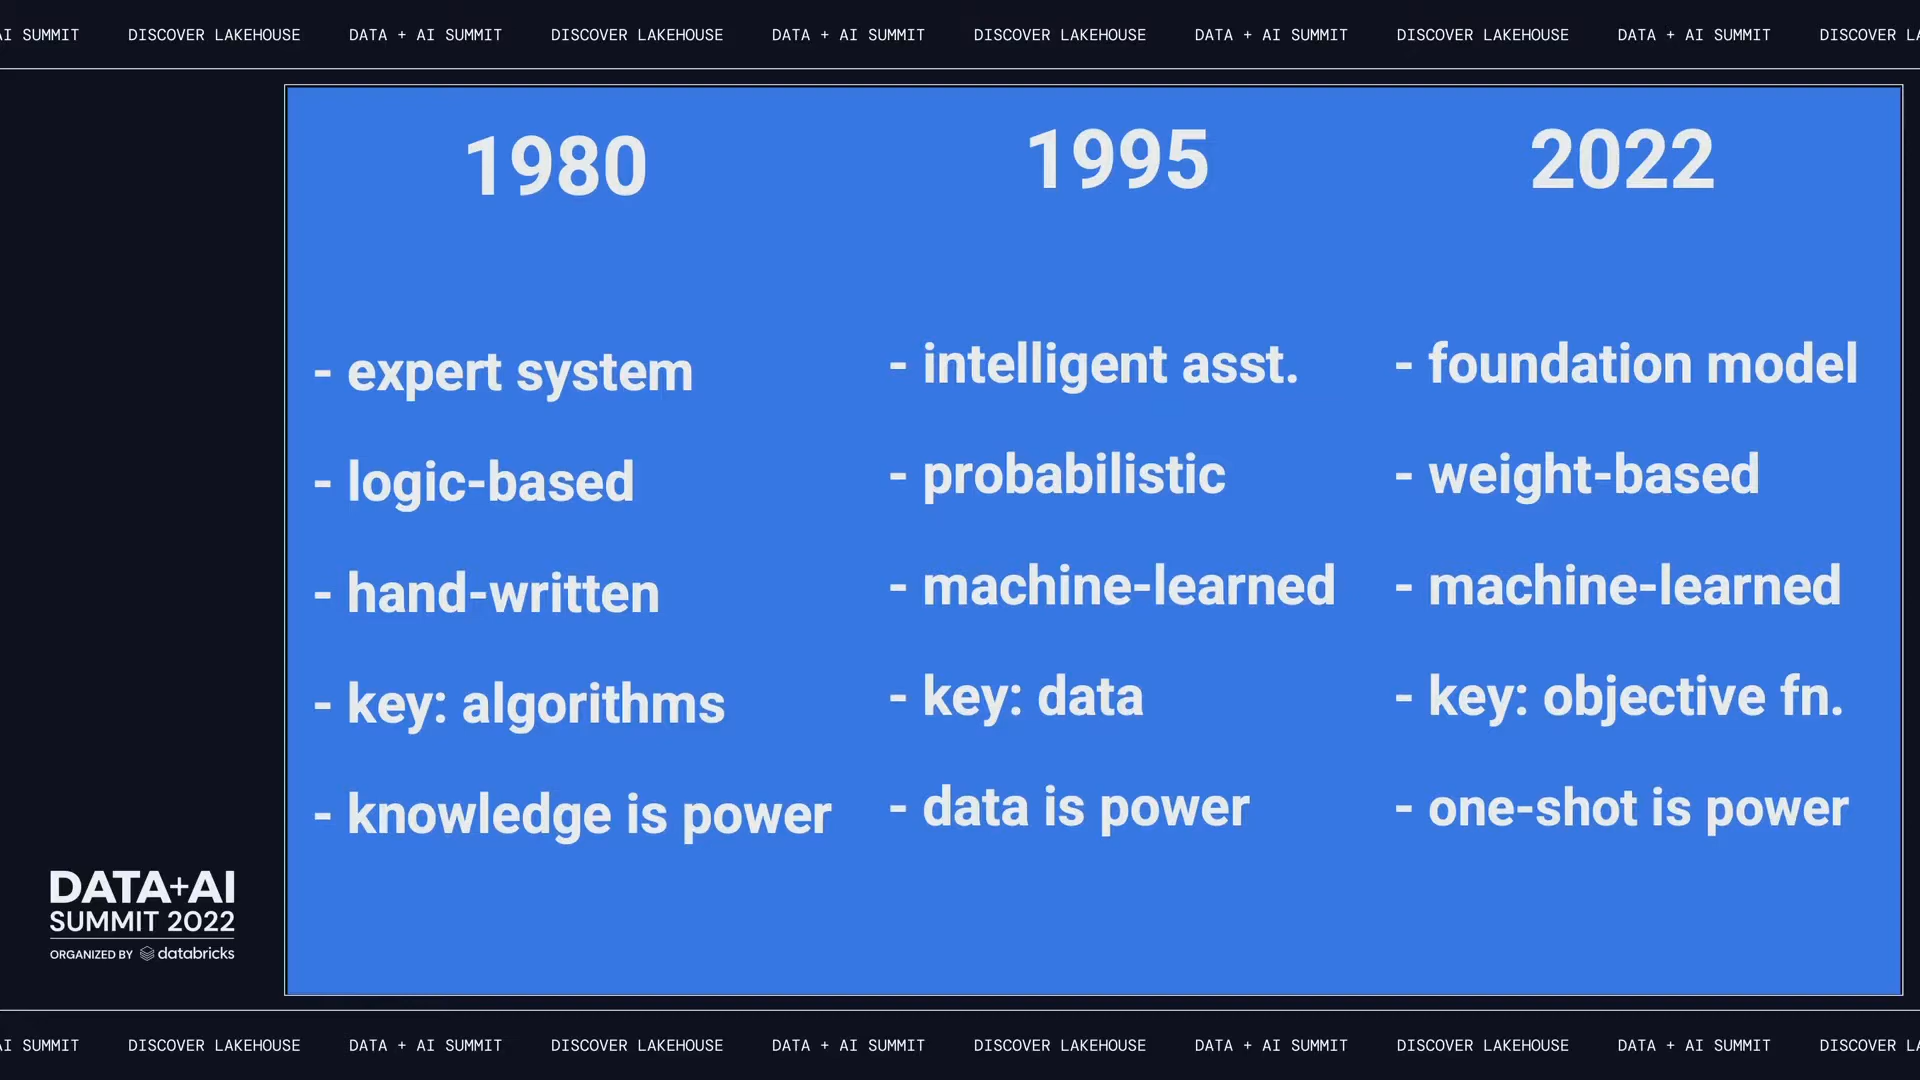 AI SUMMIT DISCOVER LAKEHOUSE DATA + AI SUMMIT DISCOVER LAKEHOUSE DATA + AI SUMMIT DISCOVER LAKEHOUSE DATA + AI SUMMIT DISCOVER LAKEHOUSE DATA + AI SUMMIT DISCOVER LA
1980
- expert system
- logic-based
- hand-written
- key: algorithms
- knowledge is power
1995
- intelligent asst.
- probabilistic
- machine-learned
- key: data
- data is power
2022
- foundation model
- weight-based
- machine-learned
- key: objective fn.
- one-shot is power
DATA+AI
SUMMIT 2022
ORGANIZED BY databricks
AI SUMMIT DISCOVER LAKEHOUSE DATA + AI SUMMIT DISCOVER LAKEHOUSE DATA + AI SUMMIT DISCOVER LAKEHOUSE DATA + AI SUMMIT DISCOVER LAKEHOUSE DATA + AI SUMMIT DISCOVER LA